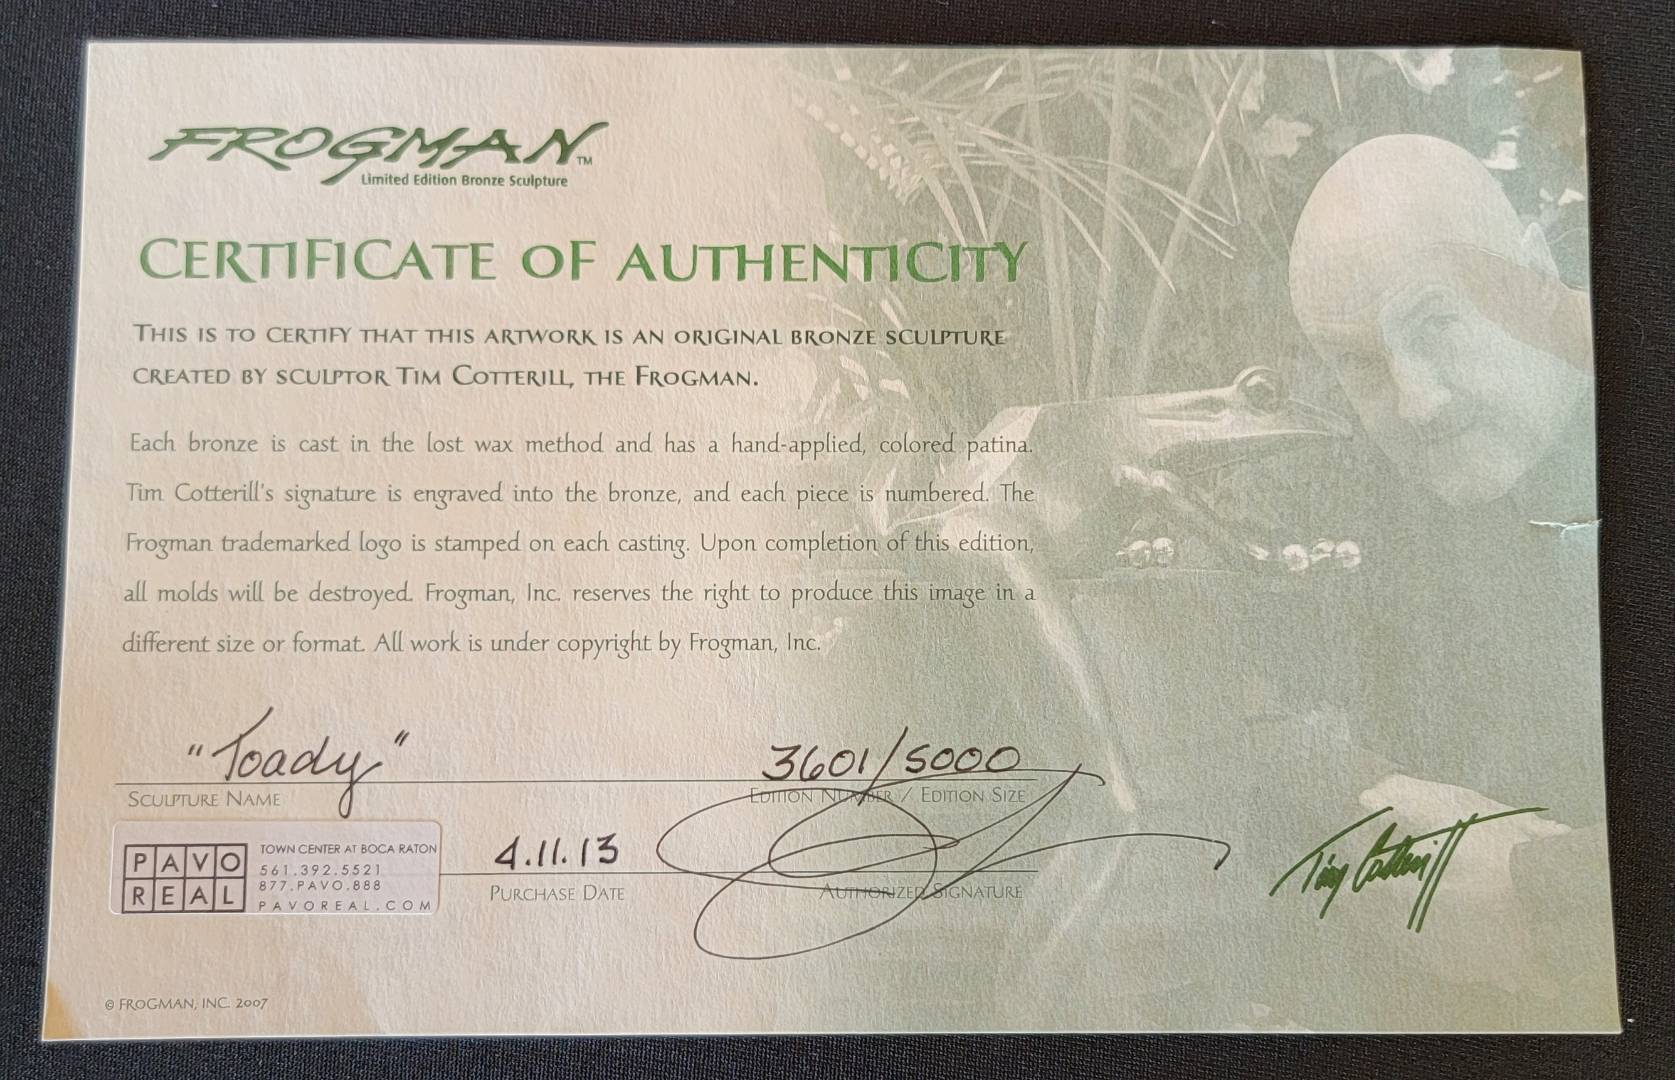 FROGMAN™
Limited Edition Bronze Sculpture
CERTIFICATE OF AUTHENTICITY
THIS IS TO CERTIFY THAT THIS ARTWORK IS AN ORIGINAL BRONZE SCULPTURE
CREATED BY SCULPTOR TIM COTTERILL, THE FROGMAN.
Each bronze is cast in the lost wax method and has a hand-applied, colored patina.
Tim Cotterill's signature is engraved into the bronze, and each piece is numbered. The
Frogman trademarked logo is stamped on each casting. Upon completion of this edition,
all molds will be destroyed. Frogman, Inc. reserves the right to produce this image in a
different size or format. All work is under copyright by Frogman, Inc.
"Toady"
3601/5000
SCULPTURE NAME
EDITION NUMBER / EDITION SIZE
PAVO
REAL
TOWN CENTER AT BOCA RATON
561.392.5521
877.PAVO.888
PAVOREAL.COM
4.11.13
PURCHASE DATE
AUTHORIZED SIGNATURE
Tim Cotterill
© FROGMAN, INC. 2007